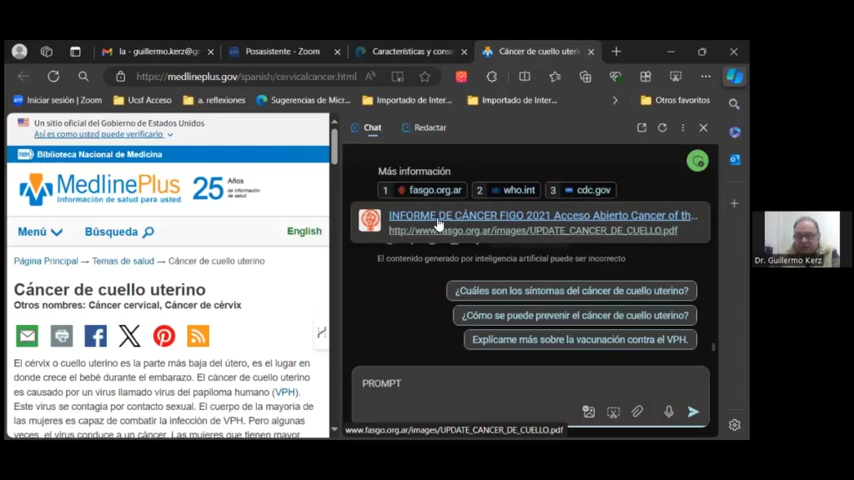 la - guillermo.kerz@gr
Posasistente - Zoom
Características y conse
Cáncer de cuello uterin
https://medlineplus.gov/spanish/cervicalcancer.html
Iniciar sesión | Zoom
Ucsf Acceso
a. reflexiones
Sugerencias de Micr...
Importado de Inter...
Importado de Inter...
Otros favoritos
Un sitio oficial del Gobierno de Estados Unidos
Así es como usted puede verificarlo
NIH Biblioteca Nacional de Medicina
MedlinePlus
Información de salud para usted
25 Años
de información
de salud
Menú
Búsqueda
English
Página Principal → Temas de salud → Cáncer de cuello uterino
Cáncer de cuello uterino
Otros nombres: Cáncer cervical, Cáncer de cérvix
El cérvix o cuello uterino es la parte más baja del útero, es el lugar en
donde crece el bebé durante el embarazo. El cáncer de cuello uterino
es causado por un virus llamado virus del papiloma humano (VPH).
Este virus se contagia por contacto sexual. El cuerpo de la mayoría de
las mujeres es capaz de combatir la infección de VPH. Pero algunas
veces, el virus conduce a un cáncer. Las mujeres que tienen mayor
Chat
Redactar
Más información
1 fasgo.org.ar
2 who.int
3 cdc.gov
INFORME DE CÁNCER FIGO 2021 Acceso Abierto Cancer of th...
http://www.fasgo.org.ar/images/UPDATE_CANCER_DE_CUELLO.pdf
El contenido generado por inteligencia artificial puede ser incorrecto
¿Cuáles son los síntomas del cáncer de cuello uterino?
¿Cómo se puede prevenir el cáncer de cuello uterino?
Explícame más sobre la vacunación contra el VPH.
PROMPT
www.fasgo.org.ar/images/UPDATE_CANCER_DE_CUELLO.pdf
Dr. Guillermo Kerz